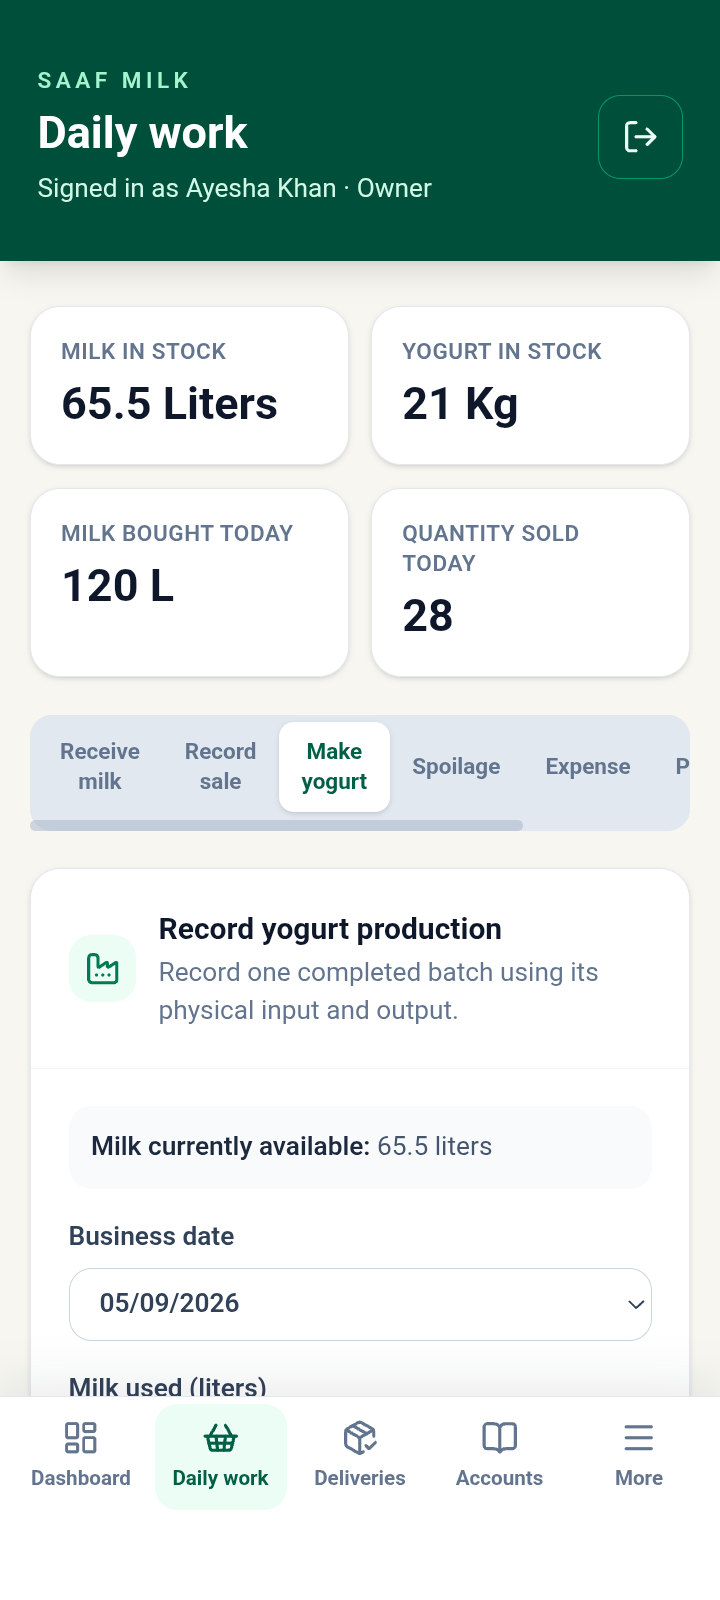 SAAF MILK
Daily work
Signed in as Ayesha Khan · Owner
MILK IN STOCK
65.5 Liters
YOGURT IN STOCK
21 Kg
MILK BOUGHT TODAY
120 L
QUANTITY SOLD
TODAY
28
Receive
milk
Record
sale
Make
yogurt
Spoilage
Expense
P
Record yogurt production
Record one completed batch using its
physical input and output.
Milk currently available: 65.5 liters
Business date
05/09/2026
Milk used (liters)
Dashboard
Daily work
Deliveries
Accounts
More